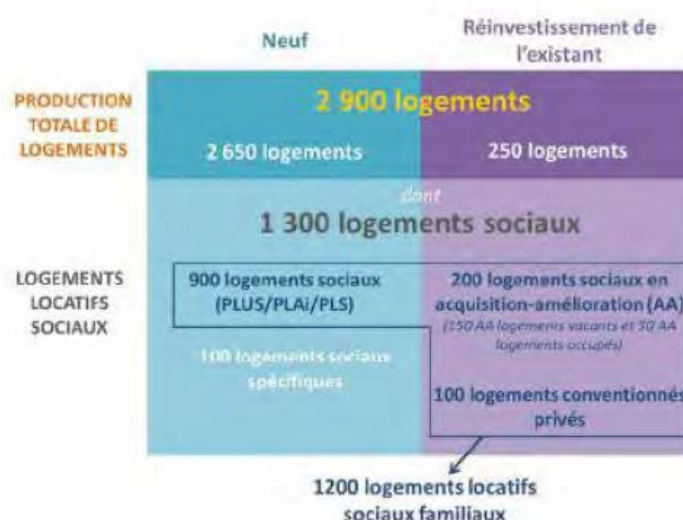 Neuf
Réinvestissement de
l'existant
PRODUCTION
TOTALE DE
LOGEMENTS
2 900 logements
2 650 logements
250 logements
dont
1 300 logements sociaux
LOGEMENTS
LOCATIFS
SOCIAUX
900 logements sociaux
(PLUS/PLAi/PLS)
200 logements sociaux en
acquisition-amélioration (AA)
(150 AA logements vacants et 50 AA
logements occupés)
100 logements sociaux
spécifiques
100 logements conventionnés
privés
1200 logements locatifs
sociaux familiaux